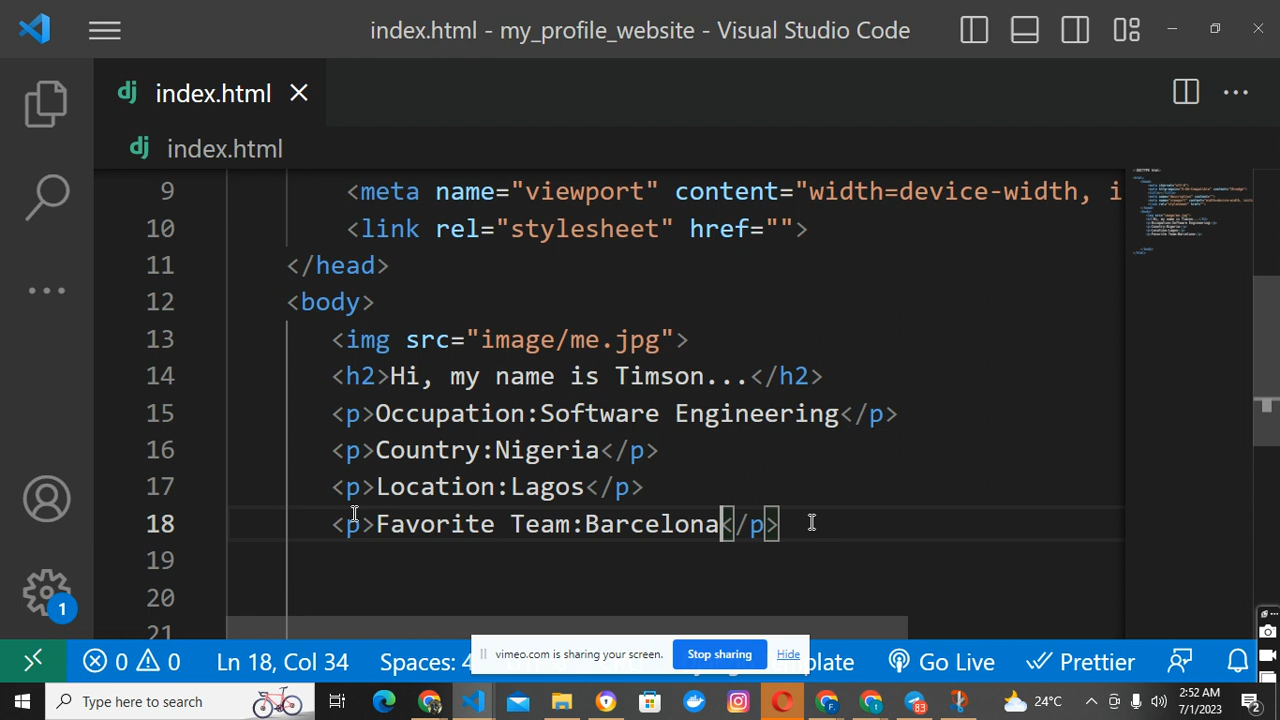 index.html - my_profile_website - Visual Studio Code
dj index.html
dj index.html
9 <meta name="viewport" content="width=device-width, i
10 <link rel="stylesheet" href="">
11 </head>
12 <body>
13 <img src="image/me.jpg">
14 <h2>Hi, my name is Timson...</h2>
15 <p>Occupation:Software Engineering</p>
16 <p>Country:Nigeria</p>
17 <p>Location:Lagos</p>
18 <p>Favorite Team:Barcelona</p>
19
20
21
1
vimeo.com is sharing your screen. Stop sharing Hide
0 0 Ln 18, Col 34 Spaces: 4 plate Go Live Prettier
Type here to search
24°C
2:52 AM
7/1/2023
2